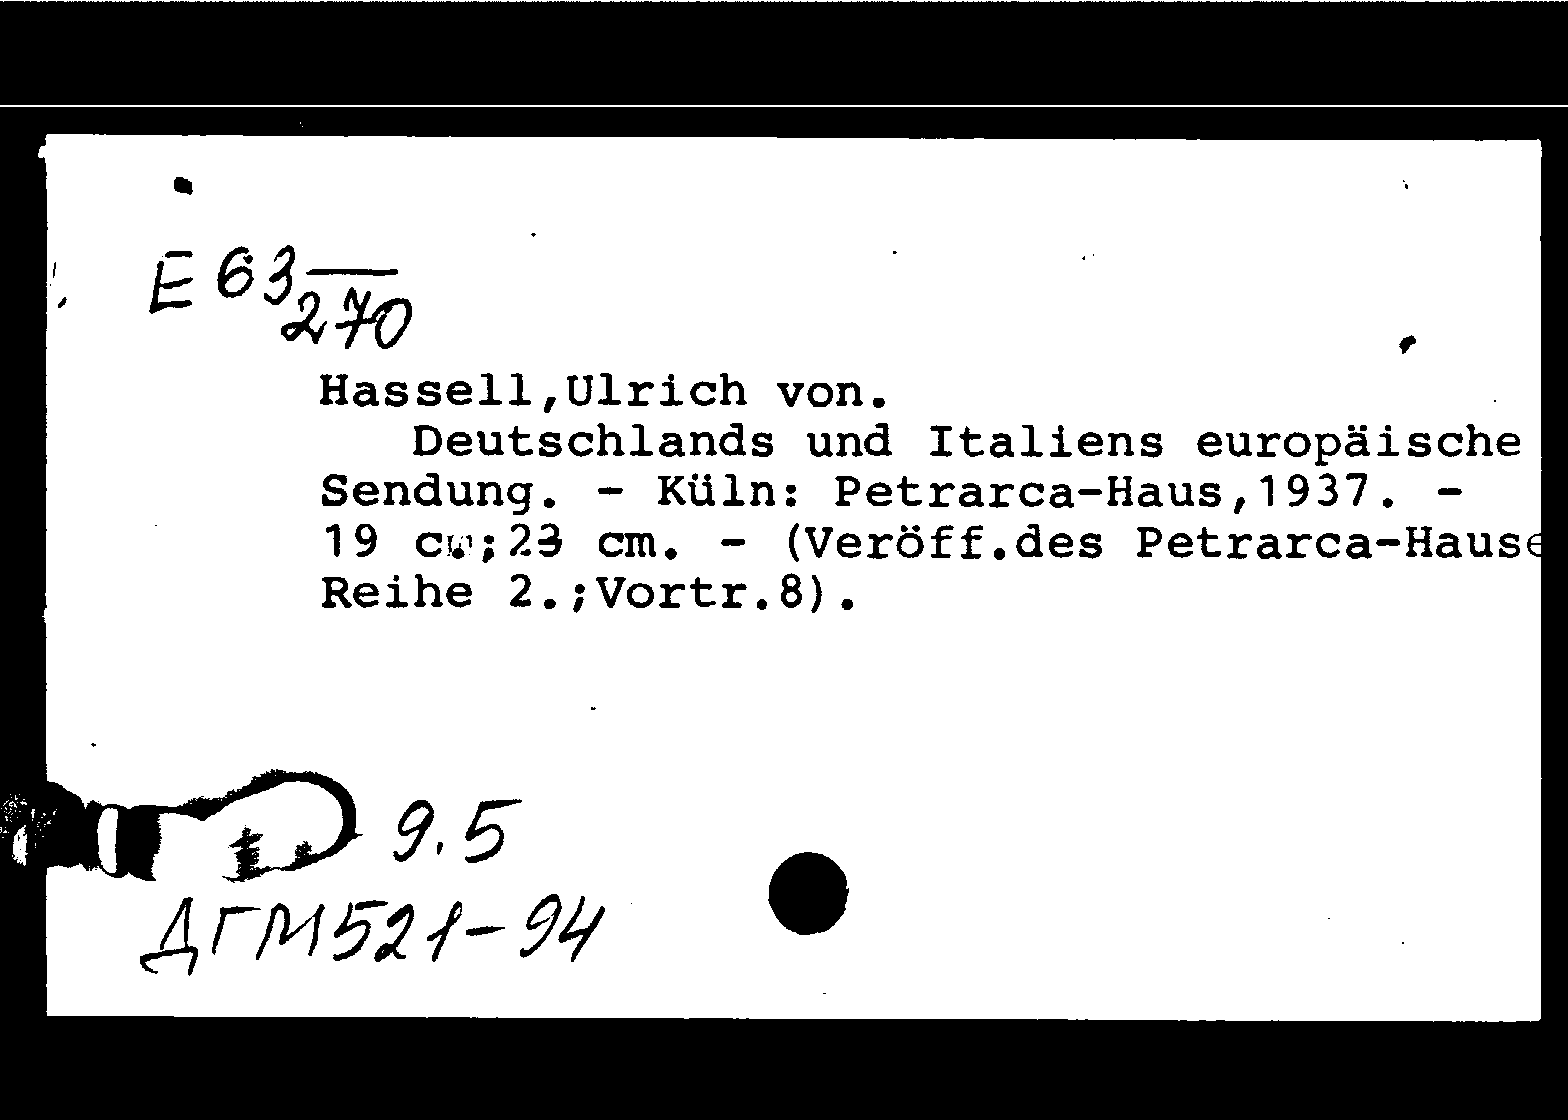 E 63
270
Hassell,Ulrich von.
Deutschlands und Italiens europäische
Sendung. - Küln: Petrarca-Haus,1937. -
19 c.;23 cm. - (Veröff.des Petrarca-Hause
Reihe 2.;Vortr.8).
9.5
ДГМ521-94